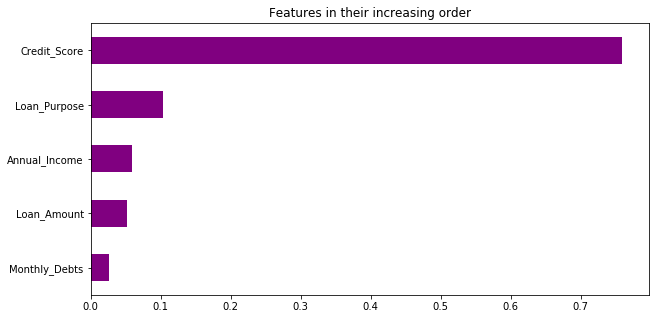 Features in their increasing order
Credit_Score
Loan_Purpose
Annual_Income
Loan_Amount
Monthly_Debts
0.0 0.1 0.2 0.3 0.4 0.5 0.6 0.7